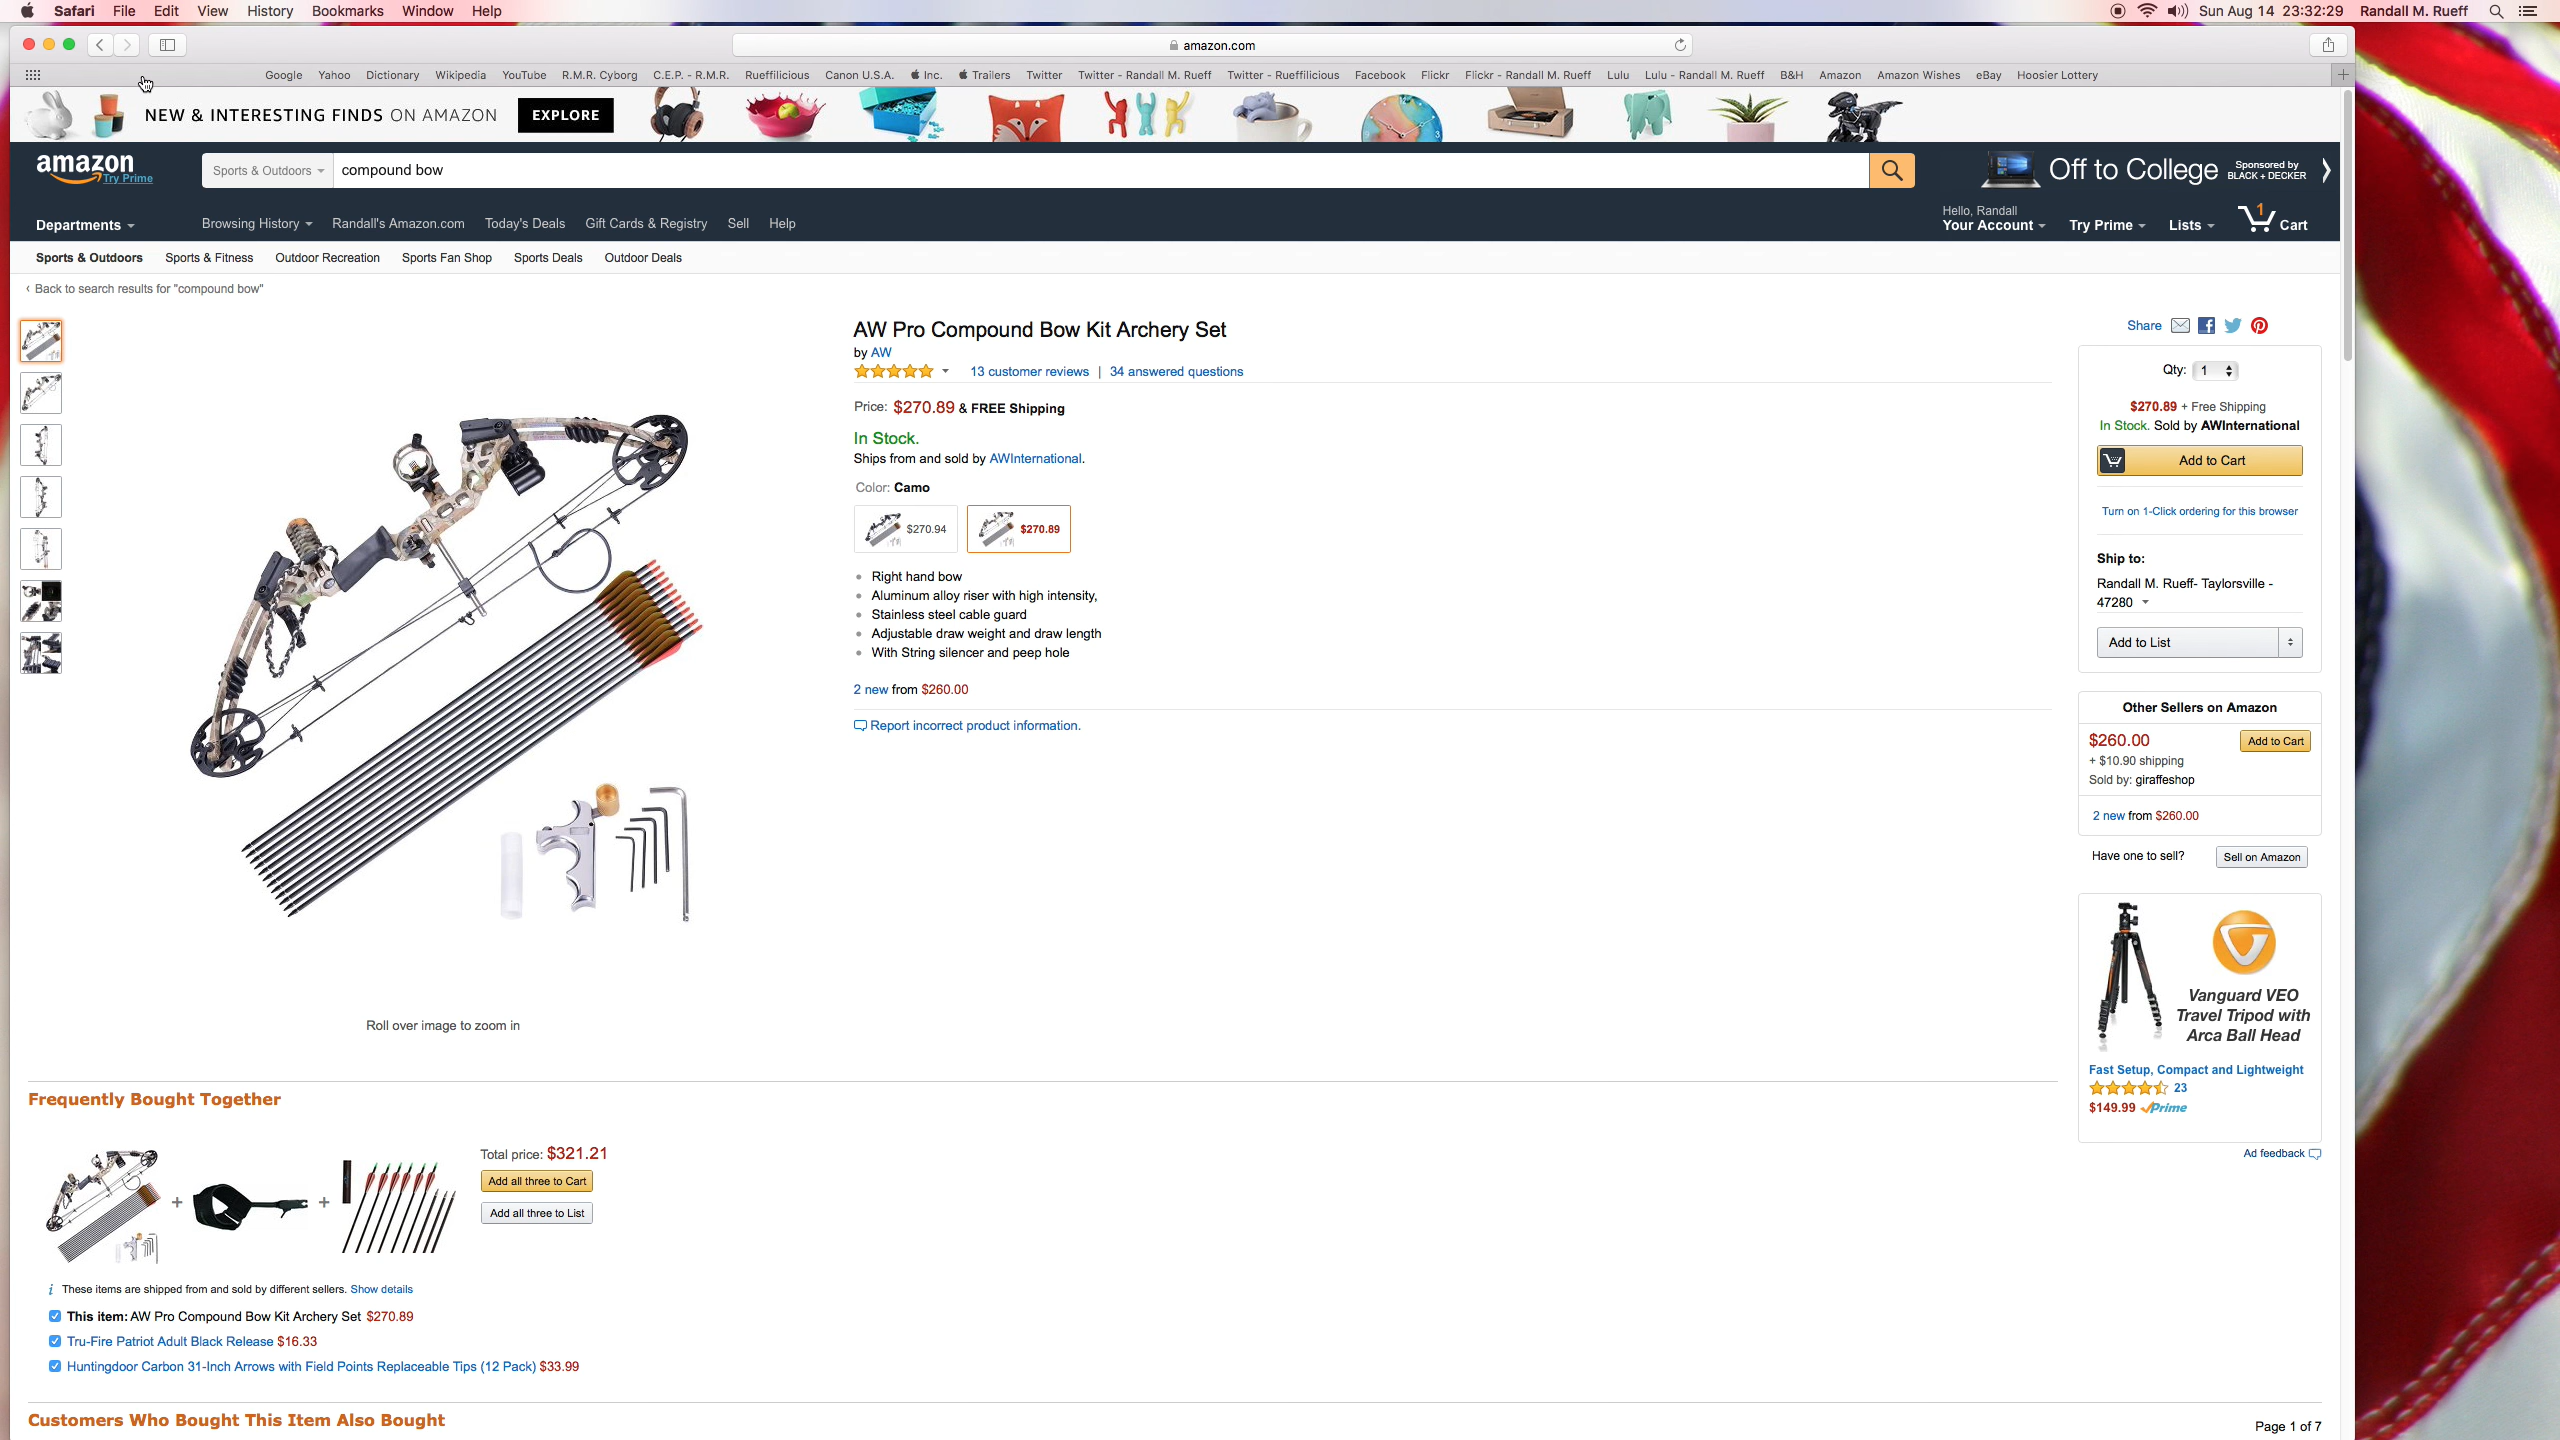 Safari File Edit View History Bookmarks Window Help Sun Aug 14 23:32:29 Randall M. Rueff
amazon.com
Google Yahoo Dictionary Wikipedia YouTube R.M.R. Cyborg C.E.P. - R.M.R. Rueffilicious Canon U.S.A. Inc. Trailers Twitter Twitter - Randall M. Rueff Twitter - Rueffilicious Facebook Flickr Flickr - Randall M. Rueff Lulu Lulu - Randall M. Rueff B&H Amazon Amazon Wishes eBay Hoosier Lottery
NEW & INTERESTING FINDS ON AMAZON EXPLORE
amazon Try Prime
Sports & Outdoors compound bow
Off to College Sponsored by BLACK + DECKER
Departments Browsing History Randall's Amazon.com Today's Deals Gift Cards & Registry Sell Help
Hello, Randall
Your Account Try Prime Lists 1 Cart
Sports & Outdoors Sports & Fitness Outdoor Recreation Sports Fan Shop Sports Deals Outdoor Deals
‹ Back to search results for "compound bow"
AW Pro Compound Bow Kit Archery Set
by AW
13 customer reviews | 34 answered questions
Price: $270.89 & FREE Shipping
In Stock.
Ships from and sold by AWInternational.
Color: Camo
$270.94 $270.89
Right hand bow
Aluminum alloy riser with high intensity,
Stainless steel cable guard
Adjustable draw weight and draw length
With String silencer and peep hole
2 new from $260.00
Report incorrect product information.
Roll over image to zoom in
Share
Qty: 1
$270.89 + Free Shipping
In Stock. Sold by AWInternational
Add to Cart
Turn on 1-Click ordering for this browser
Ship to:
Randall M. Rueff- Taylorsville -
47280
Add to List
Other Sellers on Amazon
$260.00 Add to Cart
+ $10.90 shipping
Sold by: giraffeshop
2 new from $260.00
Have one to sell? Sell on Amazon
Vanguard VEO
Travel Tripod with
Arca Ball Head
Fast Setup, Compact and Lightweight
23
$149.99 Prime
Ad feedback
Frequently Bought Together
+ +
Total price: $321.21
Add all three to Cart
Add all three to List
i These items are shipped from and sold by different sellers. Show details
This item: AW Pro Compound Bow Kit Archery Set $270.89
Tru-Fire Patriot Adult Black Release $16.33
Huntingdoor Carbon 31-Inch Arrows with Field Points Replaceable Tips (12 Pack) $33.99
Customers Who Bought This Item Also Bought
Page 1 of 7